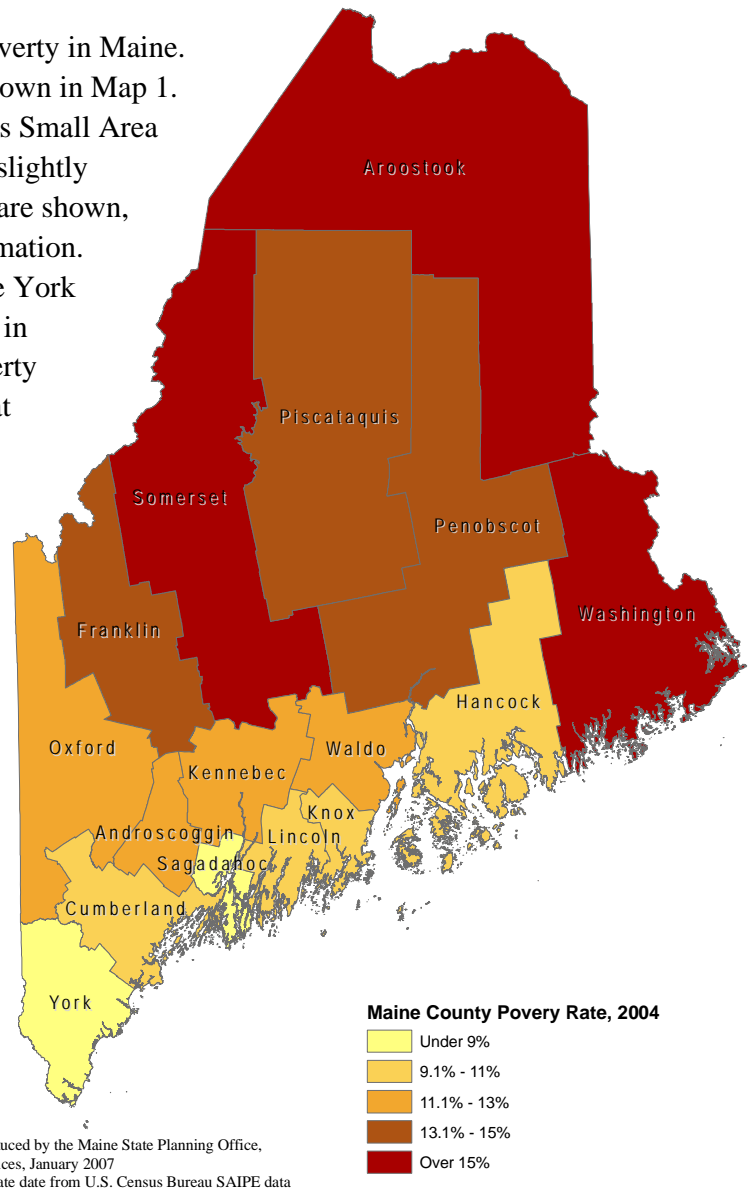 verty in Maine.
own in Map 1.
s Small Area
slightly
are shown,
mation.
e York
in
erty
at
Aroostook
Piscataquis
Somerset
Penobscot
Washington
Franklin
Hancock
Oxford
Waldo
Kennebec
Knox
Androscoggin
Lincoln
Sagadahoc
Cumberland
York
Maine County Povery Rate, 2004
Under 9%
9.1% - 11%
11.1% - 13%
13.1% - 15%
Over 15%
uced by the Maine State Planning Office,
ices, January 2007
ate date from U.S. Census Bureau SAIPE data